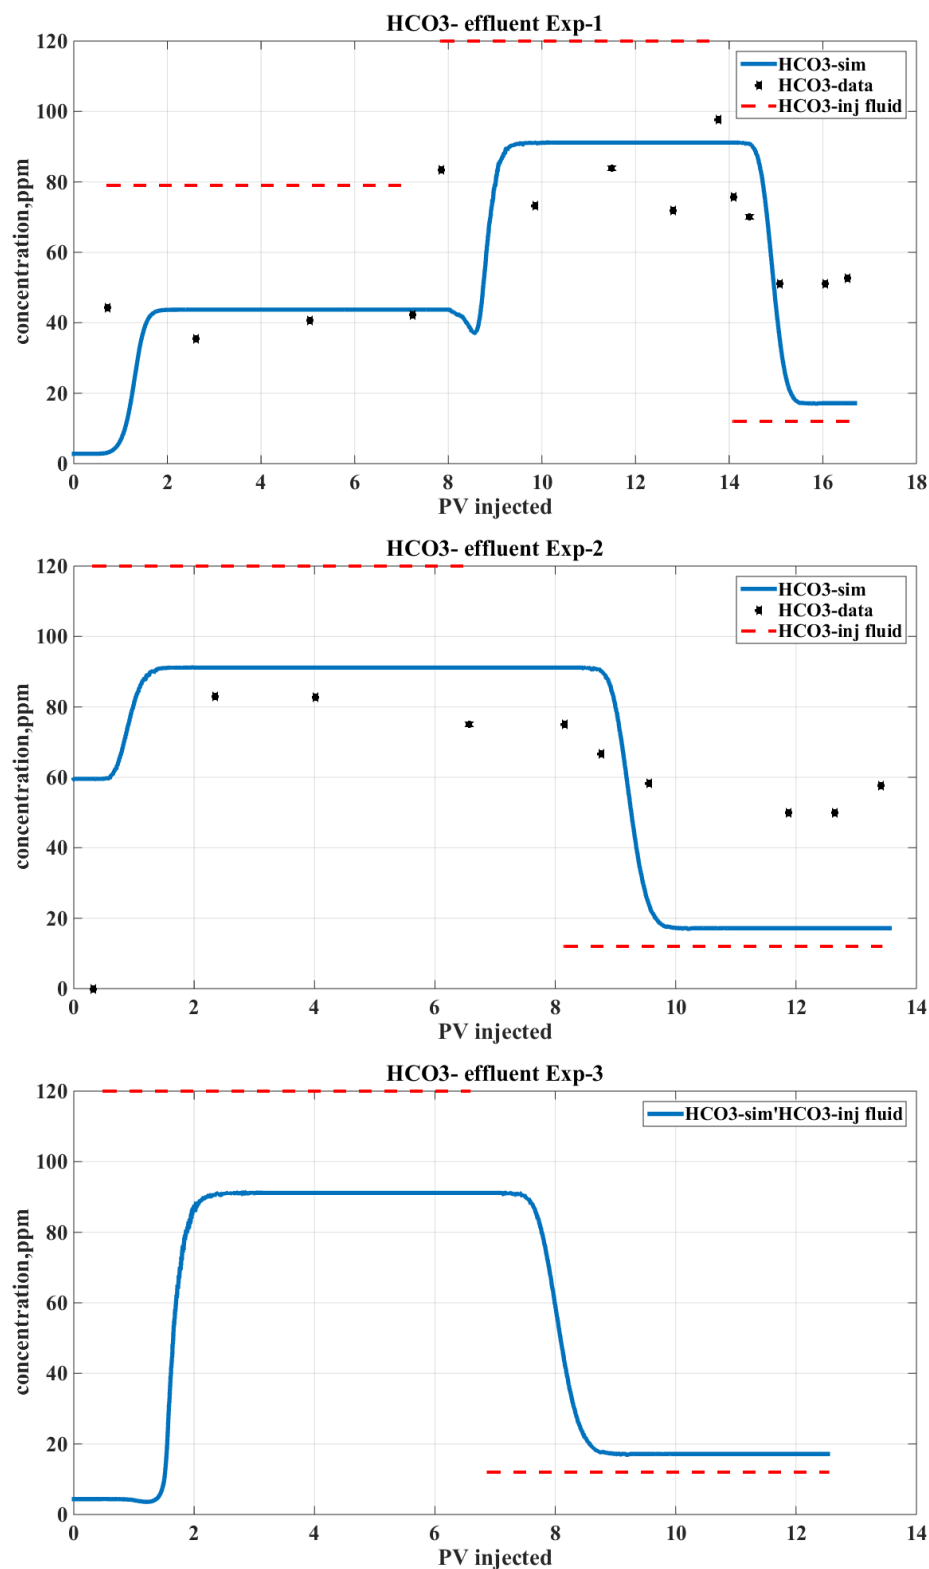 HCO3- effluent Exp-1
120
100
80
60
40
20
0
concentration,ppm
HCO3-sim
HCO3-data
HCO3-inj fluid
0 2 4 6 8 10 12 14 16 18
PV injected
HCO3- effluent Exp-2
120
100
80
60
40
20
0
concentration,ppm
HCO3-sim
HCO3-data
HCO3-inj fluid
0 2 4 6 8 10 12 14
PV injected
HCO3- effluent Exp-3
120
100
80
60
40
20
0
concentration,ppm
HCO3-sim'HCO3-inj fluid
0 2 4 6 8 10 12 14
PV injected